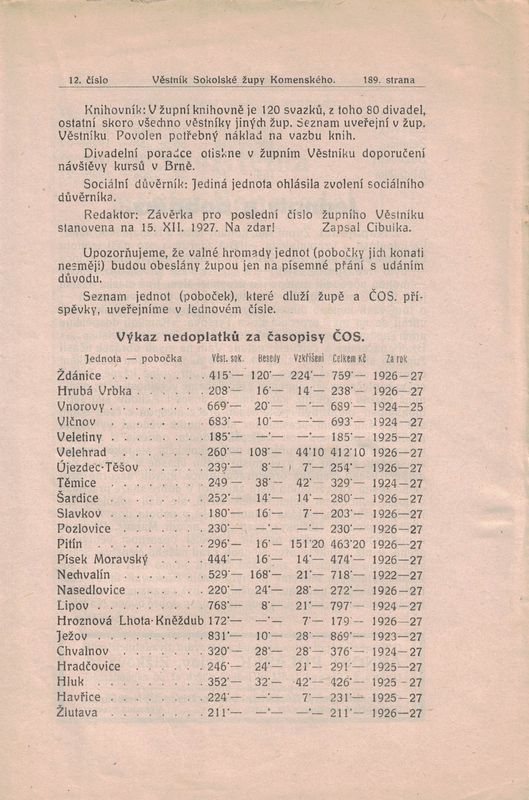 12. číslo Věstník Sokolské župy Komenského. 189. strana
Knihovník: V župní knihovně je 120 svazků, z toho 80 divadel,
ostatní skoro všechno věstníky jiných žup. Seznam uveřejní v žup.
Věstníku. Povolen potřebný náklad na vazbu knih.
Divadelní poradce otiskne v župním Věstníku doporučení
návštěvy kursů v Brně.
Sociální důvěrník: Jediná jednota ohlásila zvolení sociálního
důvěrníka.
Redaktor: Závěrka pro poslední číslo župního Věstníku
stanovena na 15. XII. 1927. Na zdar! Zapsal Cibulka.
Upozorňujeme, že valné hromady jednot (pobočky jich konati
nesmějí) budou obeslány župou jen na písemné přání s udáním
důvodu.
Seznam jednot (poboček), které dluží župě a ČOS. pří-
spěvky, uveřejníme v lednovém čísle.
Výkaz nedoplatků za časopisy ČOS.
Jednota — pobočka Věst. sok. Besedy Vzkříšení Celkem Kč Za rok
Ždánice . . . . . . . . 415·— 120·— 224·— 759·— 1926—27
Hrubá Vrbka . . . . . . 208·— 16·— 14·— 238·— 1926—27
Vnorovy . . . . . . . . 669·— 20·— —·— 689·— 1924—25
Vlčnov . . . . . . . . 683·— 10·— —·— 693·— 1924—27
Veletiny . . . . . . . . 185·— —·— —·— 185·— 1925—27
Velehrad . . . . . . . . 260·— 108·— 44·10 412·10 1926—27
Újezdec-Těšov . . . . . 239·— 8·— 7·— 254·— 1926—27
Těmice . . . . . . . . 249·— 38·— 42·— 329·— 1924—27
Šardice . . . . . . . . 252·— 14·— 14·— 280·— 1926—27
Slavkov . . . . . . . . 180·— 16·— 7·— 203·— 1926—27
Pozlovice . . . . . . . 230·— —·— —·— 230·— 1926—27
Pitín . . . . . . . . 296·— 16·— 151·20 463·20 1926—27
Písek Moravský . . . . . 444·— 16·— 14·— 474·— 1926—27
Nechvalín . . . . . . . 529·— 168·— 21·— 718·— 1922—27
Nasedlovice . . . . . . 220·— 24·— 28·— 272·— 1926—27
Lipov . . . . . . . . 768·— 8·— 21·— 797·— 1924—27
Hroznová Lhota-Kněždub 172·— —·— 7·— 179·— 1926—27
Ježov . . . . . . . . 831·— 10·— 28·— 869·— 1923—27
Chvalnov . . . . . . . 320·— 28·— 28·— 376·— 1924—27
Hradčovice . . . . . . . 246·— 24·— 21·— 291·— 1925—27
Hluk . . . . . . . . 352·— 32·— 42·— 426·— 1925—27
Havřice . . . . . . . . 224·— —·— 7·— 231·— 1925—27
Žlutava . . . . . . . . 211·— —·— —·— 211·— 1926—27